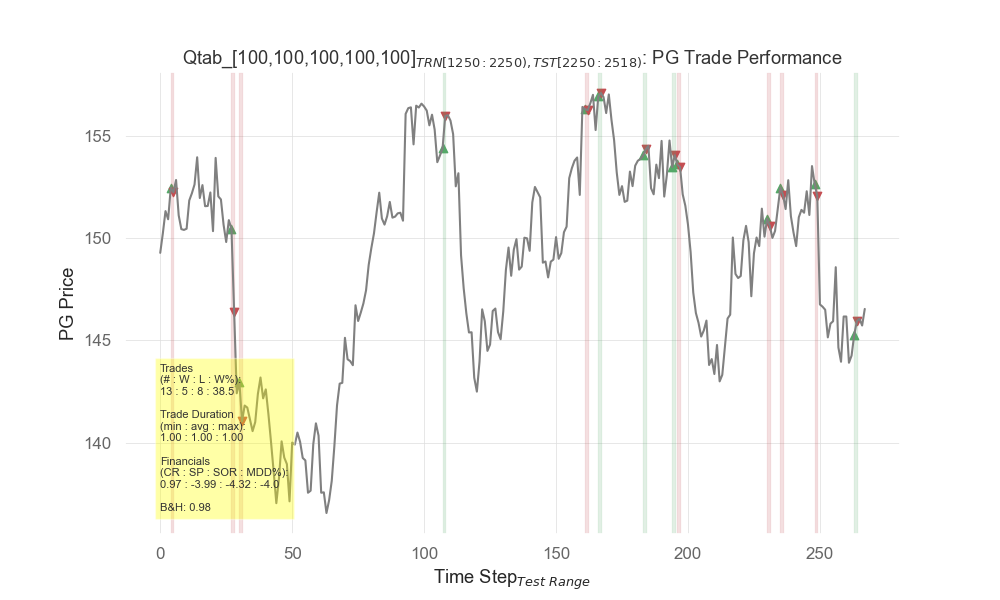 Qtab_[100,100,100,100,100]TRN[1250:2250),TST[2250:2518): PG Trade Performance
155
150
145
140
PG Price
Trades
(# : W : L : W%):
13 : 5 : 8 : 38.5
Trade Duration
(min : avg : max):
1.00 : 1.00 : 1.00
Financials
(CR : SP : SOR : MDD%):
0.97 : -3.99 : -4.32 : -4.0
B&H: 0.98
0 50 100 150 200 250
Time Step Test Range